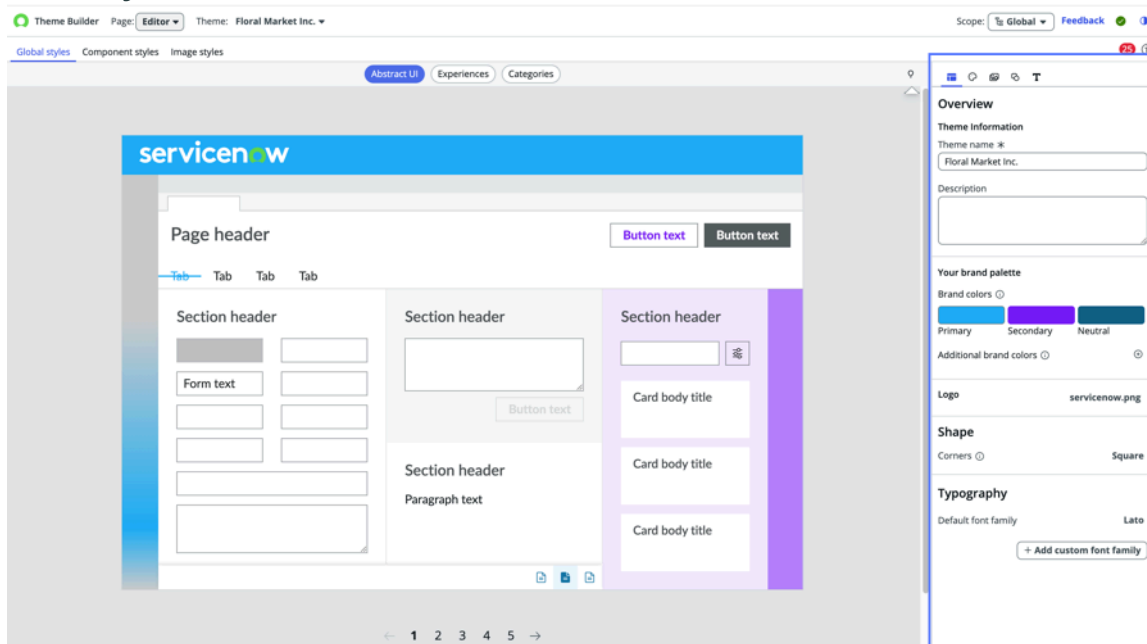 Theme Builder Page: Editor Theme: Floral Market Inc. Scope: Global Feedback
Global styles Component styles Image styles 25
Abstract UI Experiences Categories
servicenow
Page header Button text Button text
Tab Tab Tab Tab
Section header
Form text
Section header
Button text
Section header
Paragraph text
Section header
Card body title
Card body title
Card body title
← 1 2 3 4 5 →
T
Overview
Theme Information
Theme name *
Floral Market Inc.
Description
Your brand palette
Brand colors
Primary Secondary Neutral
Additional brand colors
Logo servicenow.png
Shape
Corners Square
Typography
Default font family Lato
+ Add custom font family